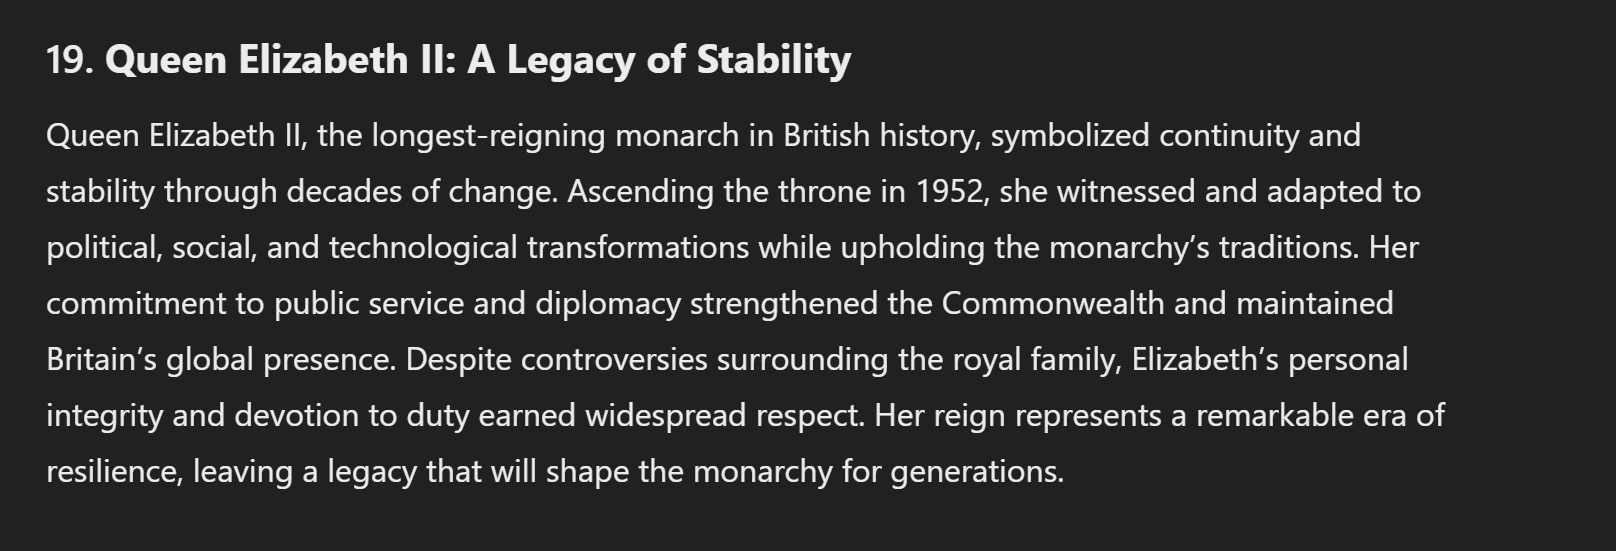 19. Queen Elizabeth II: A Legacy of Stability
Queen Elizabeth II, the longest-reigning monarch in British history, symbolized continuity and
stability through decades of change. Ascending the throne in 1952, she witnessed and adapted to
political, social, and technological transformations while upholding the monarchy’s traditions. Her
commitment to public service and diplomacy strengthened the Commonwealth and maintained
Britain’s global presence. Despite controversies surrounding the royal family, Elizabeth’s personal
integrity and devotion to duty earned widespread respect. Her reign represents a remarkable era of
resilience, leaving a legacy that will shape the monarchy for generations.